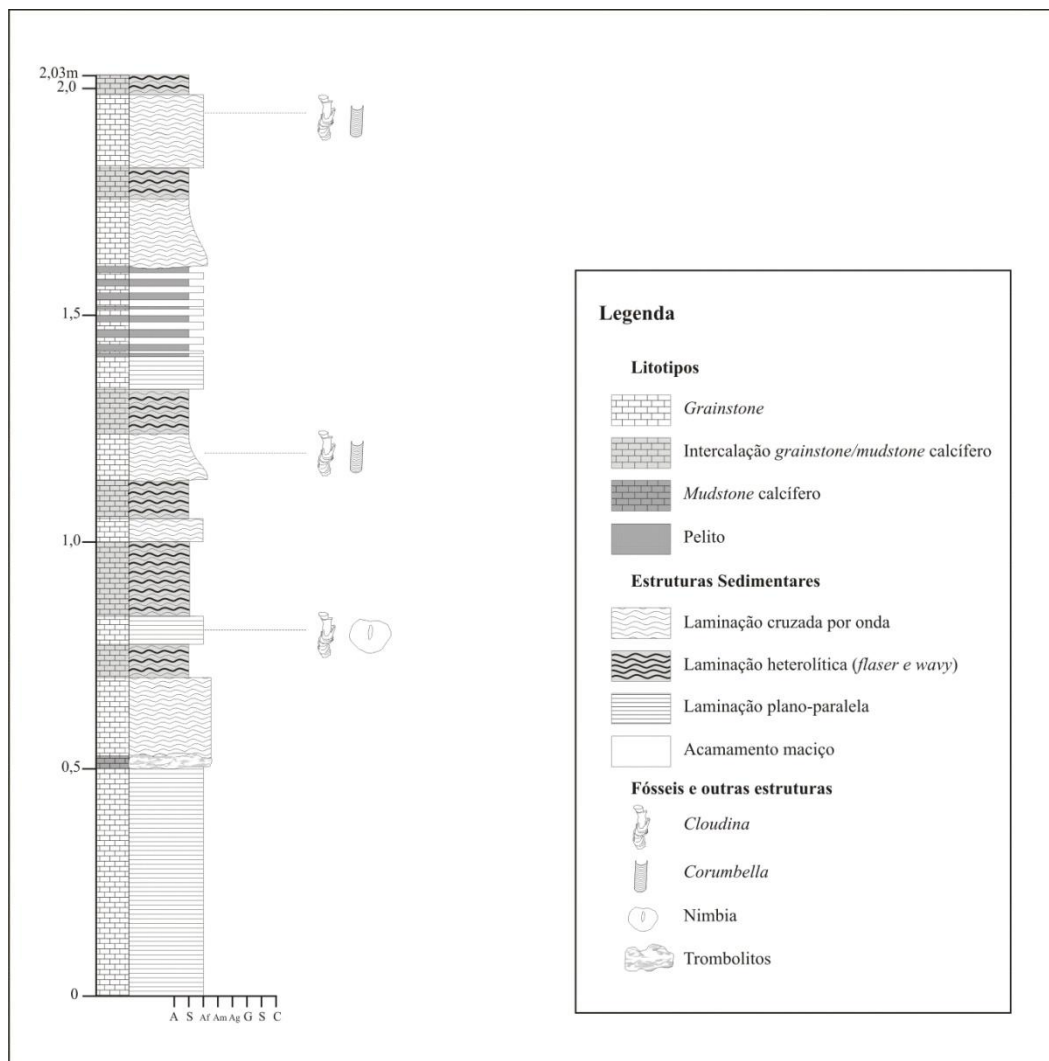 2,03m
2,0
1,5
1,0
0,5
0
A S Af Am Ag G S C
Legenda
Litotipos
Grainstone
Intercalação grainstone/mudstone calcífero
Mudstone calcífero
Pelito
Estruturas Sedimentares
Laminação cruzada por onda
Laminação heterolítica (flaser e wavy)
Laminação plano-paralela
Acamamento maciço
Fósseis e outras estruturas
Cloudina
Corumbella
Nimbia
Trombolitos